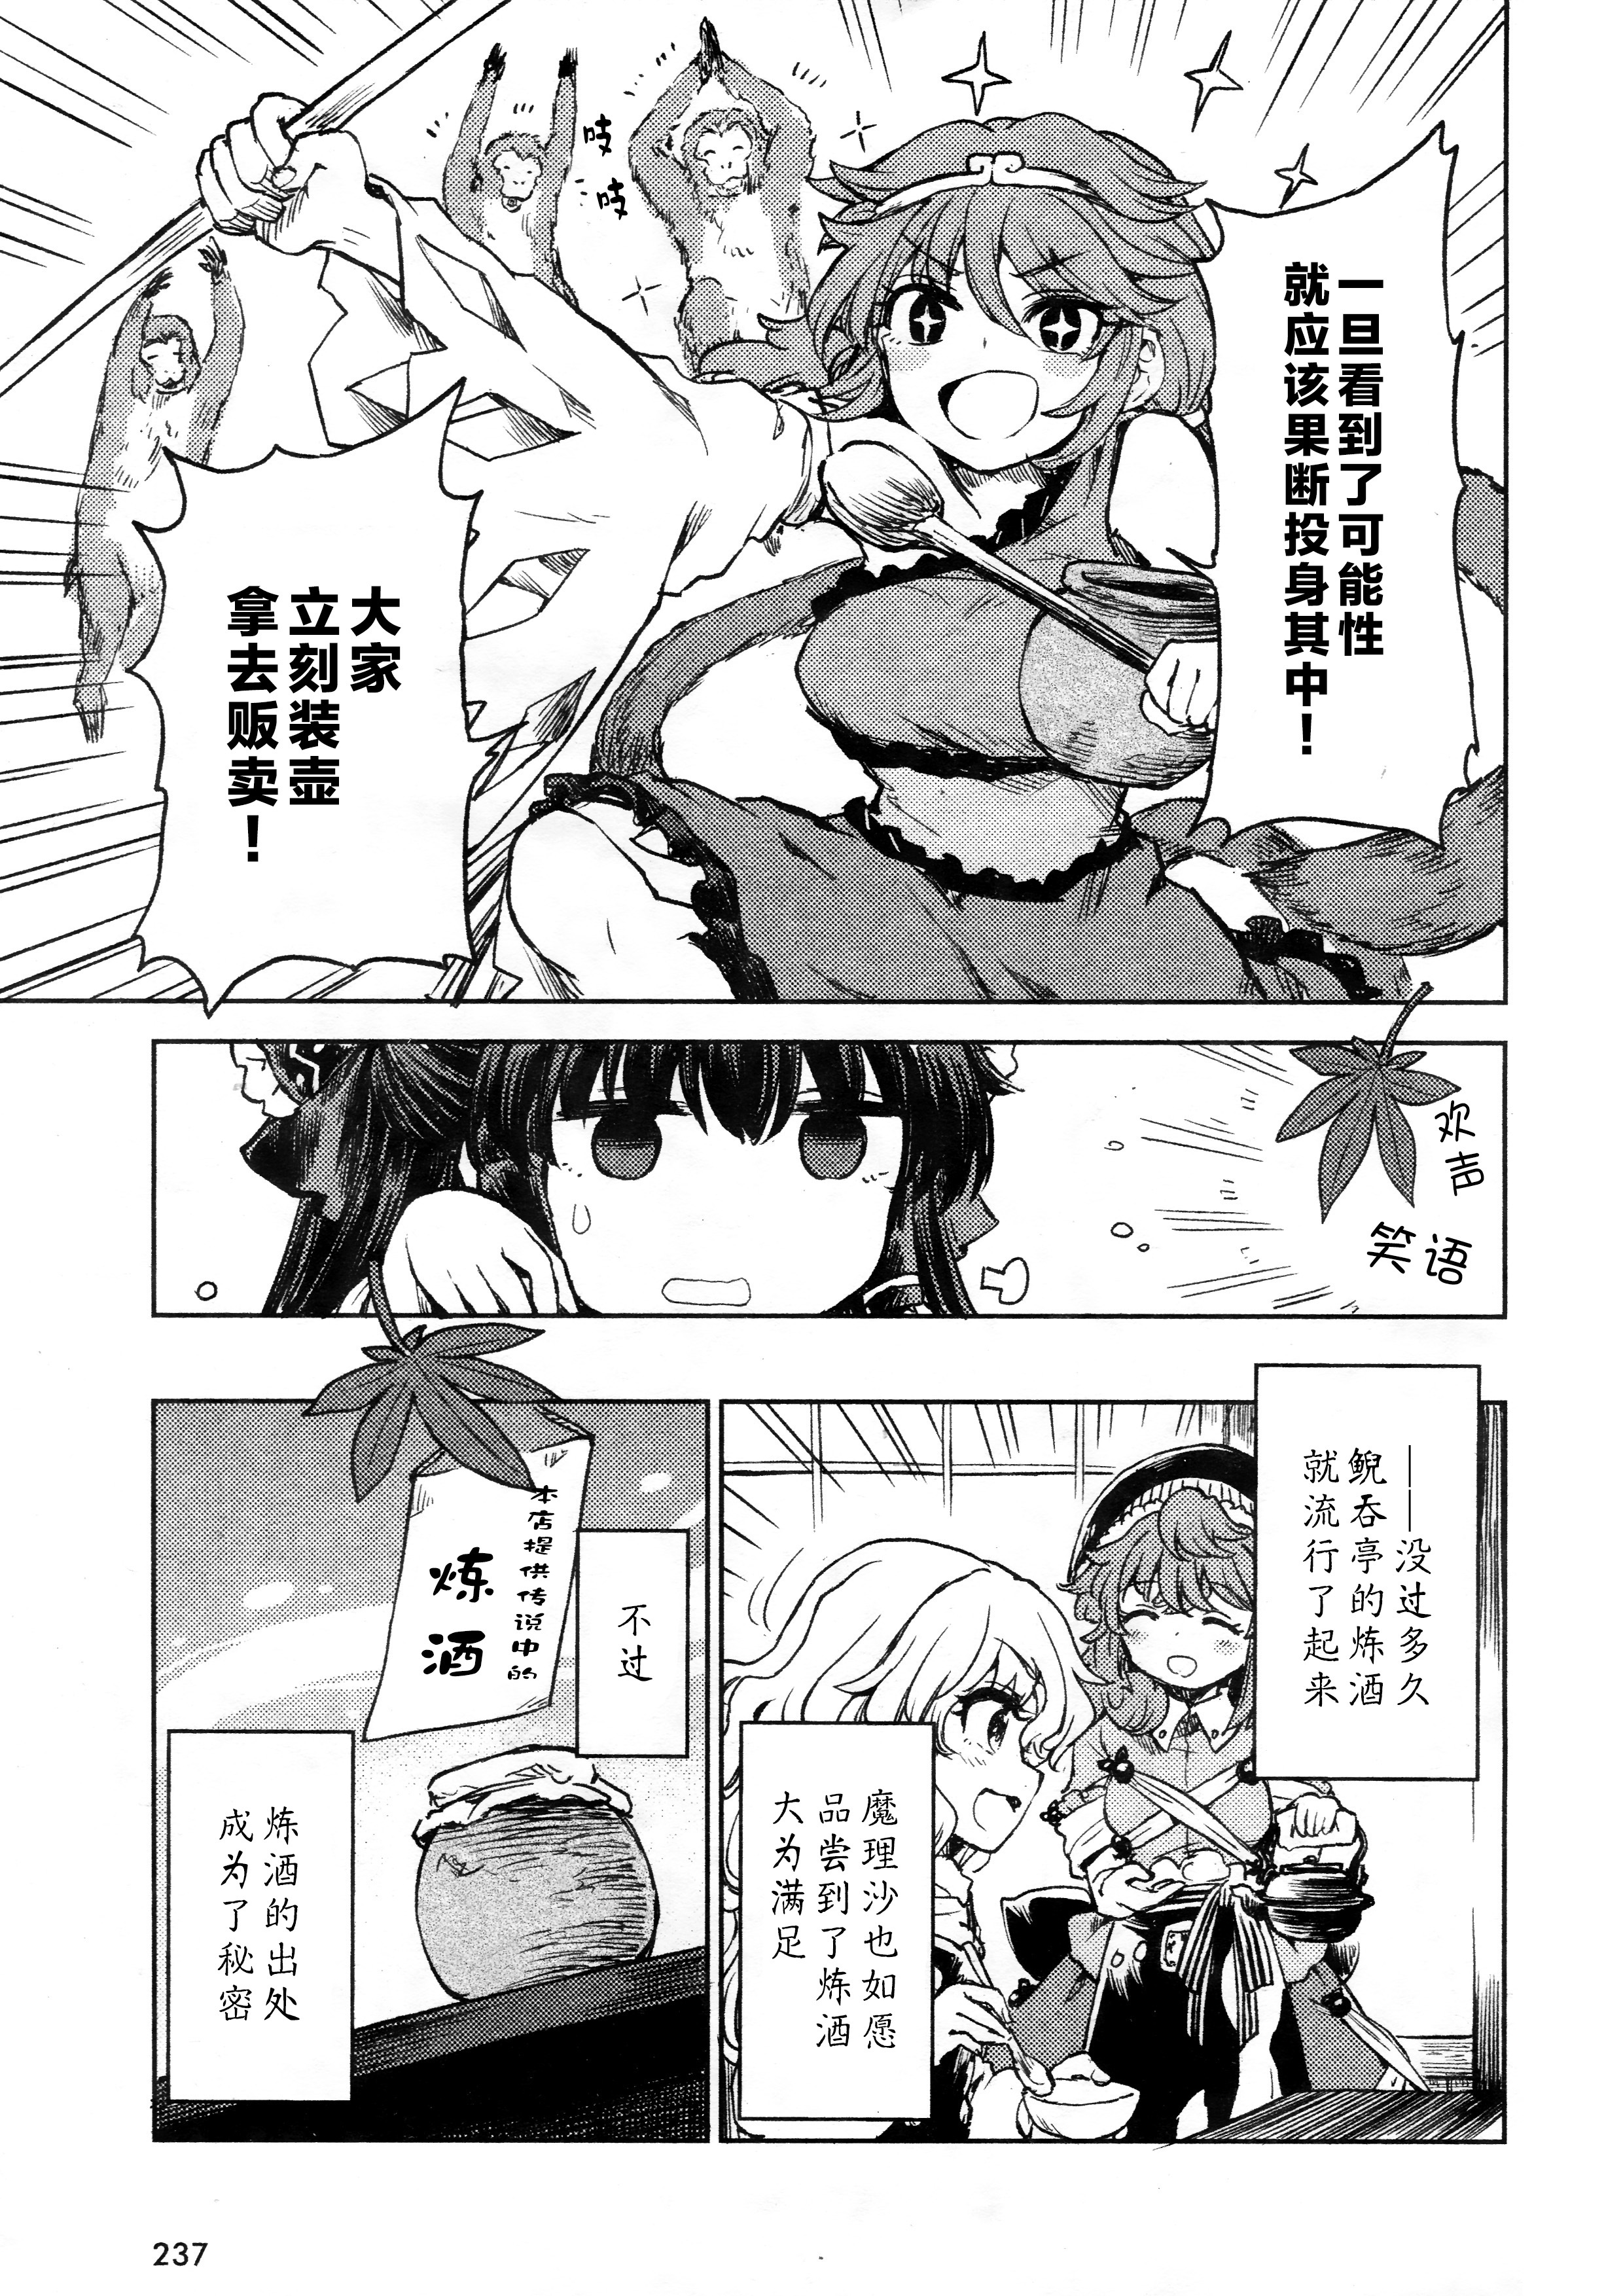 一旦看到了可能性
就应该果断投身其中！
吱
吱
大家
立刻装壶
拿去贩卖！
欢声
笑语
——没过多久
鲵吞亭的炼酒
就流行了起来
魔理沙也如愿
品尝到了炼酒
大为满足
本店提供传说中的
炼酒
不过
炼酒的出处
成为了秘密
237